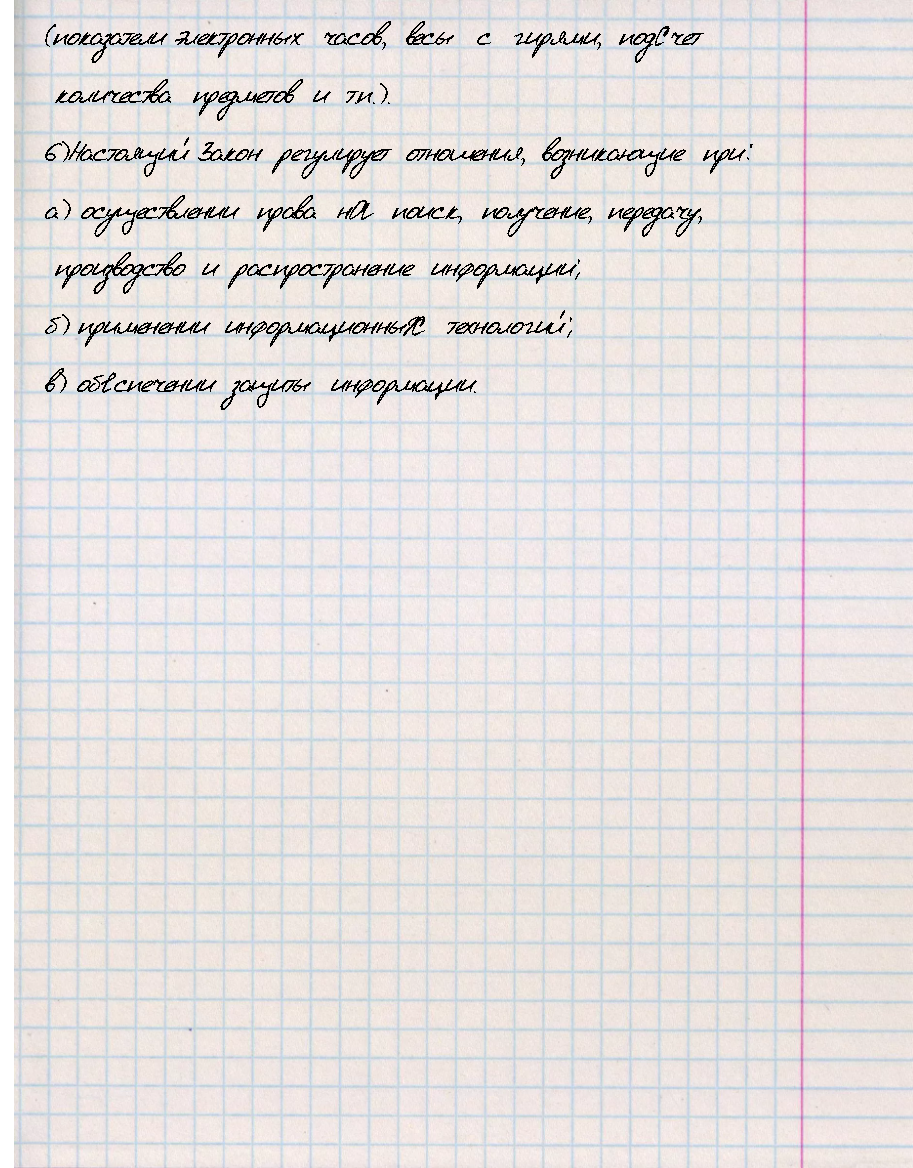 (показатели электронных часов, весы с гирями, подсчет
количества предметов и т.п.).
6) Настоящий Закон регулирует отношения, возникающие при:
а) осуществлении права на поиск, получение, передачу,
производство и распространение информации;
б) применении информационных технологий;
в) обеспечении защиты информации.